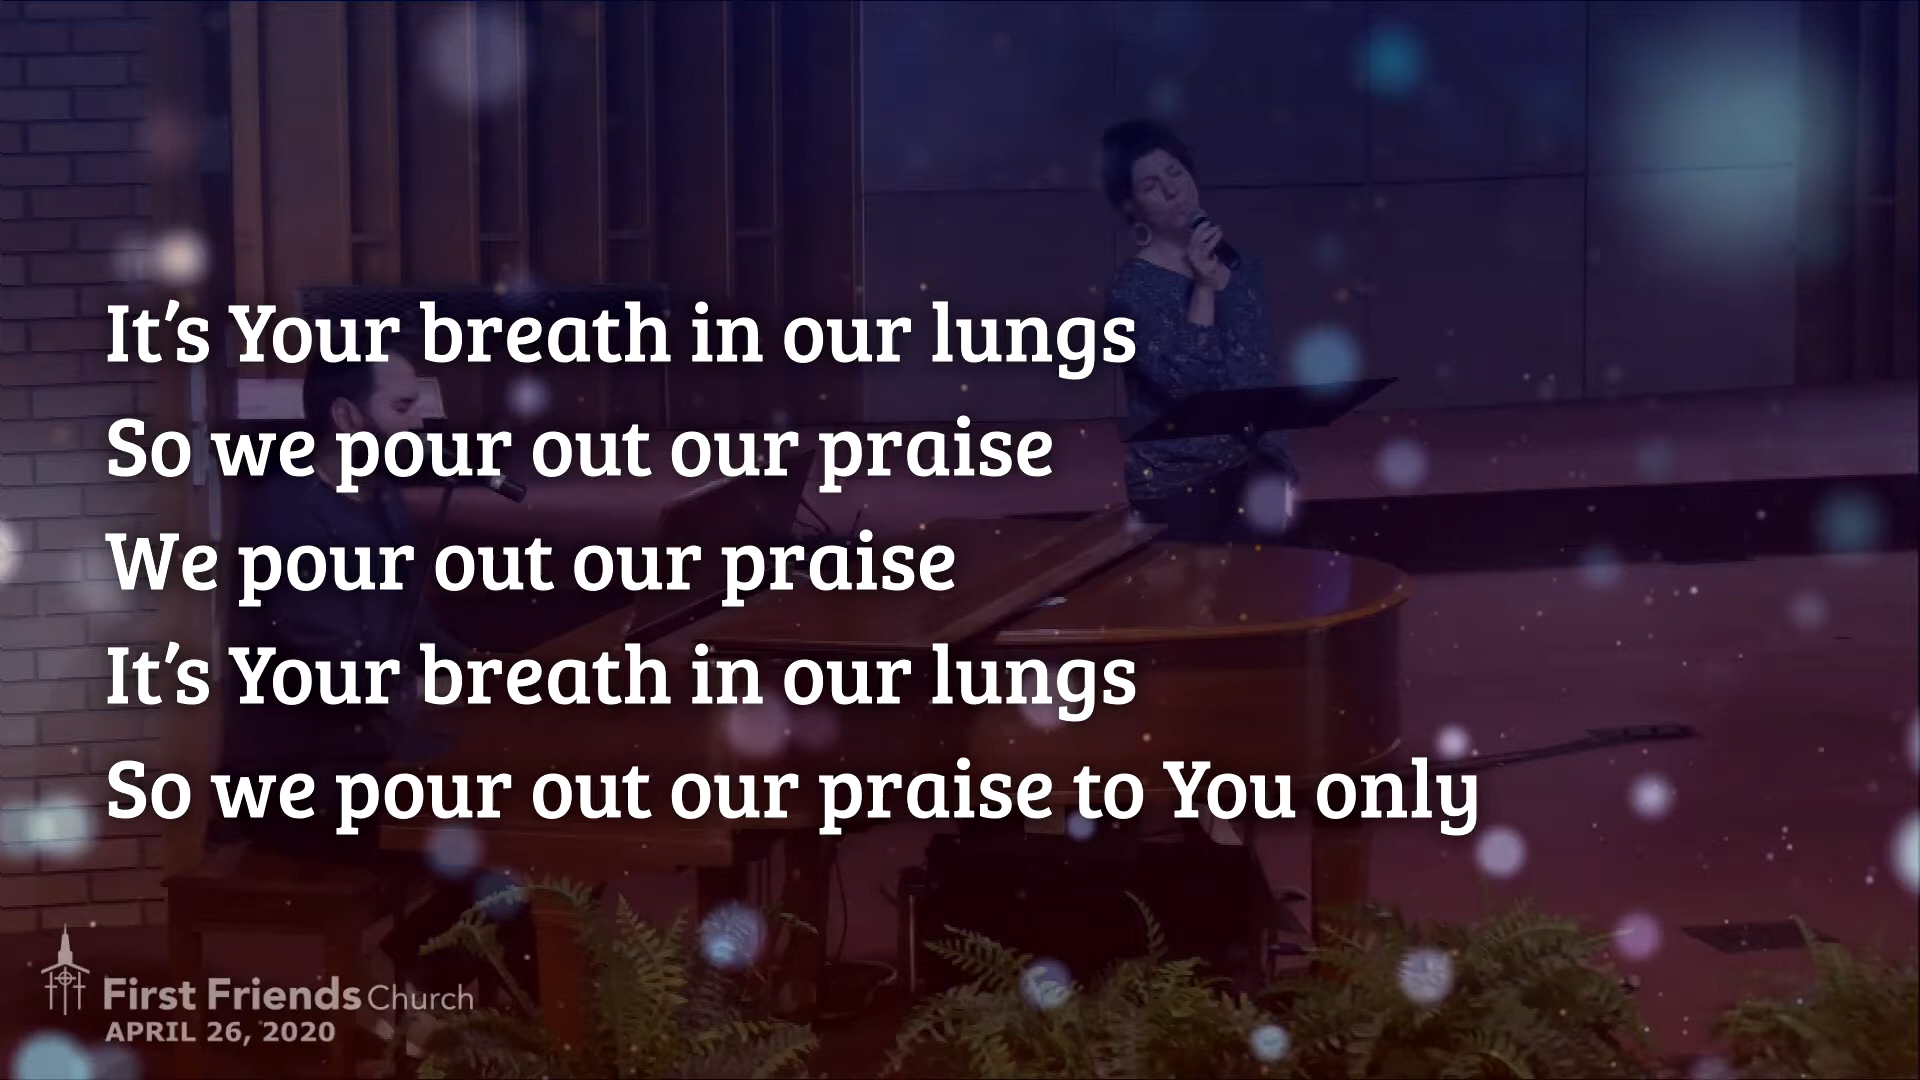 It’s Your breath in our lungs
So we pour out our praise
We pour out our praise
It’s Your breath in our lungs
So we pour out our praise to You only
First Friends Church
APRIL 26, 2020